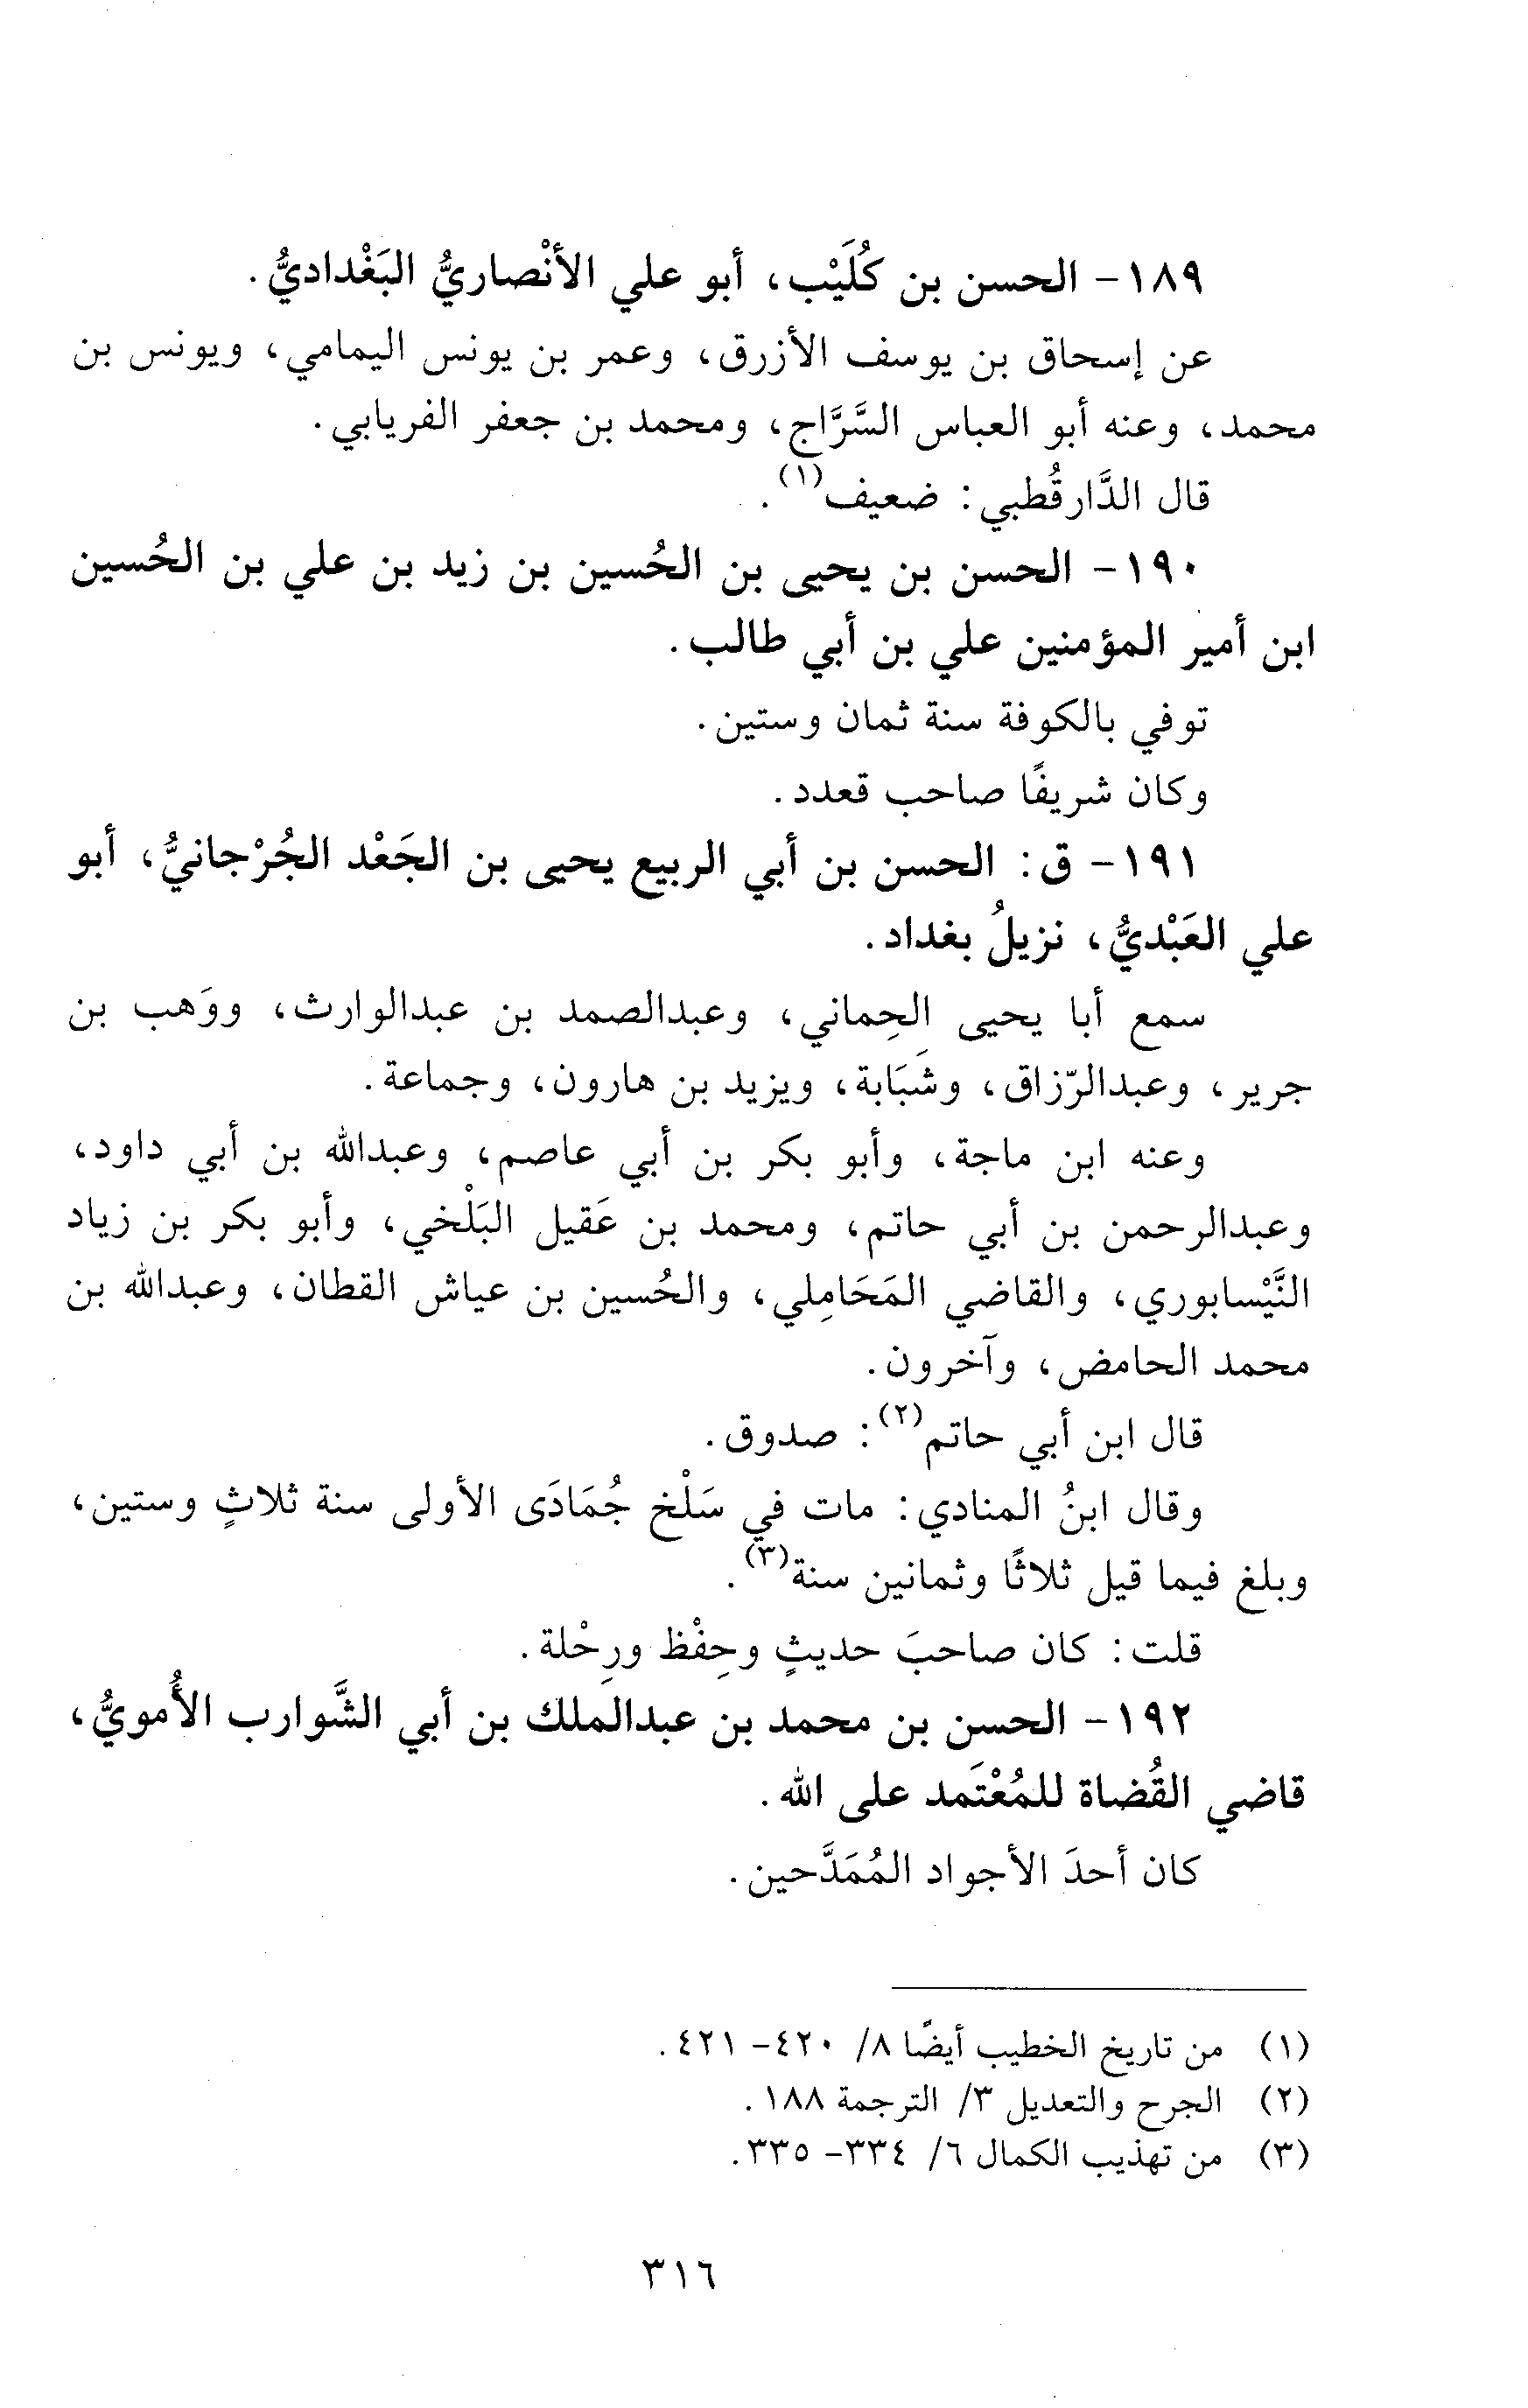 ١٨٩- الحسن بن كُلَيْب، أبو علي الأنْصاريُّ البَغْداديُّ.
عن إسحاق بن يوسف الأزرق، وعمر بن يونس اليمامي، ويونس بن
محمد، وعنه أبو العباس السَّرَّاج، ومحمد بن جعفر الفريابي.
قال الدَّارقُطبي: ضعيف(١).
١٩٠- الحسن بن يحيى بن الحُسين بن زيد بن علي بن الحُسين
ابن أمير المؤمنين علي بن أبي طالب.
توفي بالكوفة سنة ثمان وستين.
وكان شريفًا صاحب قعدد.
١٩١- ق: الحسن بن أبي الربيع يحيى بن الجَعْد الجُرْجانيُّ، أبو
علي العَبْديُّ، نزيلُ بغداد.
سمع أبا يحيى الحِماني، وعبدالصمد بن عبدالوارث، ووَهب بن
جرير، وعبدالرّزاق، وشَبَابة، ويزيد بن هارون، وجماعة.
وعنه ابن ماجة، وأبو بكر بن أبي عاصم، وعبدالله بن أبي داود،
وعبدالرحمن بن أبي حاتم، ومحمد بن عَقيل البَلْخي، وأبو بكر بن زياد
النَّيْسابوري، والقاضي المَحَامِلي، والحُسين بن عياش القطان، وعبدالله بن
محمد الحامض، وآخرون.
قال ابن أبي حاتم(٢): صدوق.
وقال ابنُ المنادي: مات في سَلْخ جُمَادَى الأولى سنة ثلاثٍ وستين،
وبلغ فيما قيل ثلاثًا وثمانين سنة(٣).
قلت: كان صاحبَ حديثٍ وحِفْظ ورِحْلة.
١٩٢- الحسن بن محمد بن عبدالملك بن أبي الشَّوارب الأُمويُّ،
قاضي القُضاة للمُعْتَمد على الله.
كان أحدَ الأجواد المُمَدَّحين.
(١) من تاريخ الخطيب أيضًا ٨/ ٤٢٠- ٤٢١.
(٢) الجرح والتعديل ٣/ الترجمة ١٨٨.
(٣) من تهذيب الكمال ٦/ ٣٣٤- ٣٣٥.
٣١٦